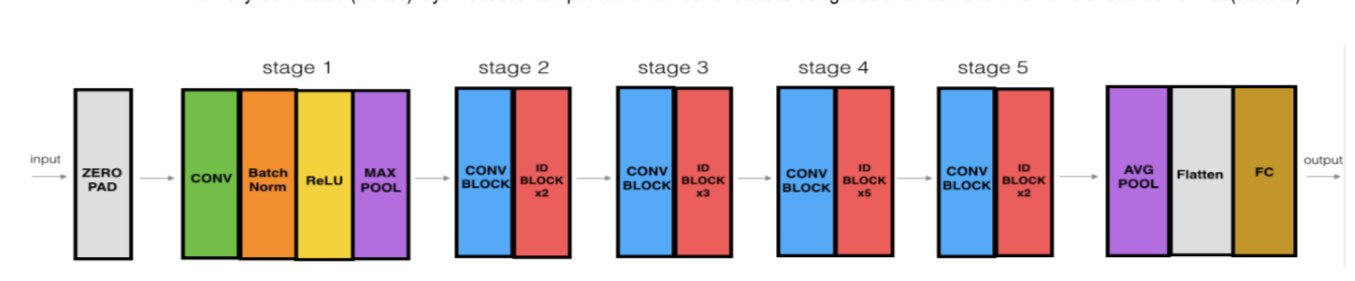 stage 1
stage 2
stage 3
stage 4
stage 5
input
ZERO
PAD
CONV
Batch
Norm
ReLU
MAX
POOL
CONV
BLOCK
ID
BLOCK
x2
CONV
BLOCK
ID
BLOCK
x3
CONV
BLOCK
ID
BLOCK
x5
CONV
BLOCK
ID
BLOCK
x2
AVG
POOL
Flatten
FC
output